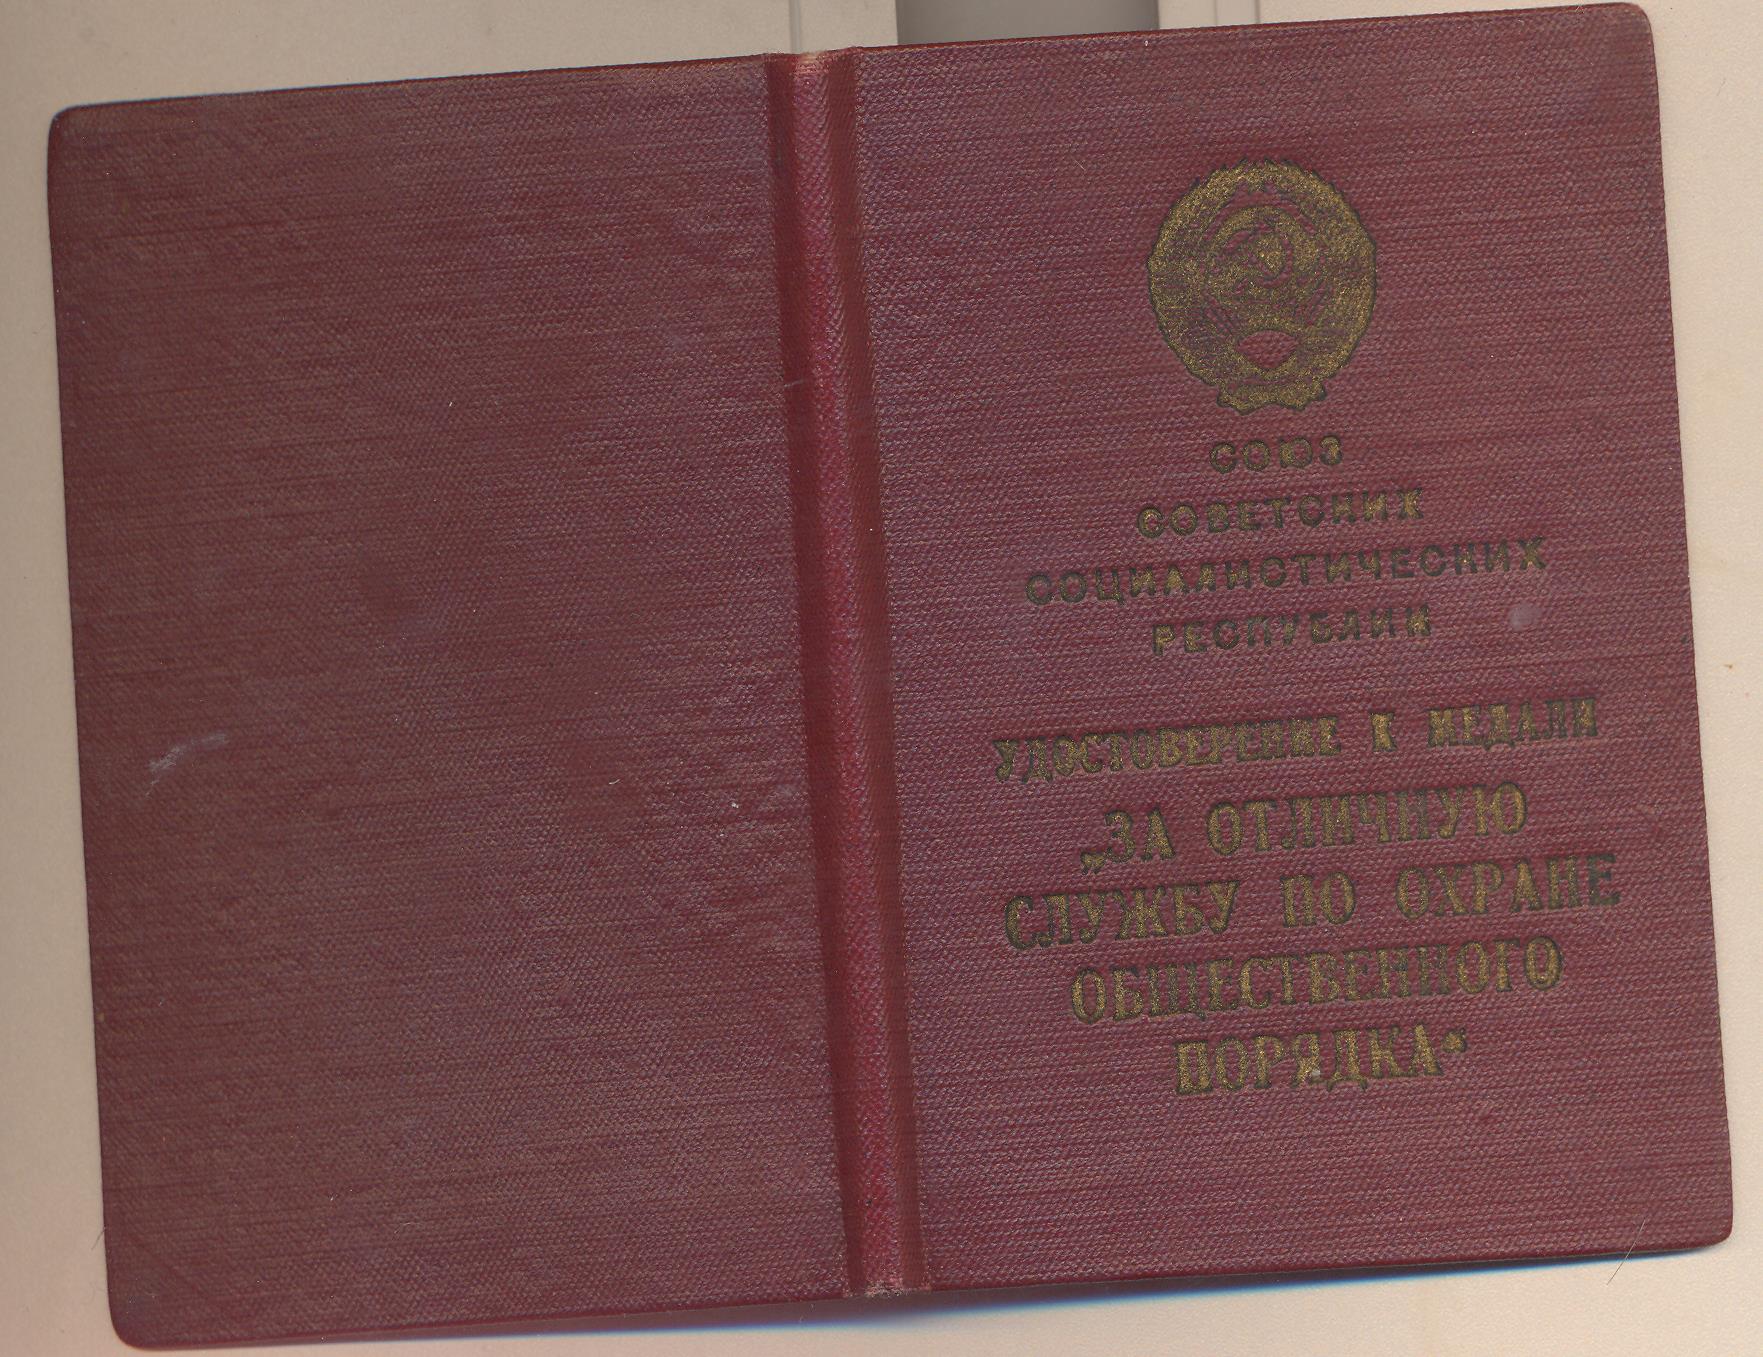 СОЮЗ
СОВЕТСКИХ
СОЦИАЛИСТИЧЕСКИХ
РЕСПУБЛИК
УДОСТОВЕРЕНИЕ К МЕДАЛИ
„ЗА ОТЛИЧНУЮ
СЛУЖБУ ПО ОХРАНЕ
ОБЩЕСТВЕННОГО
ПОРЯДКА“